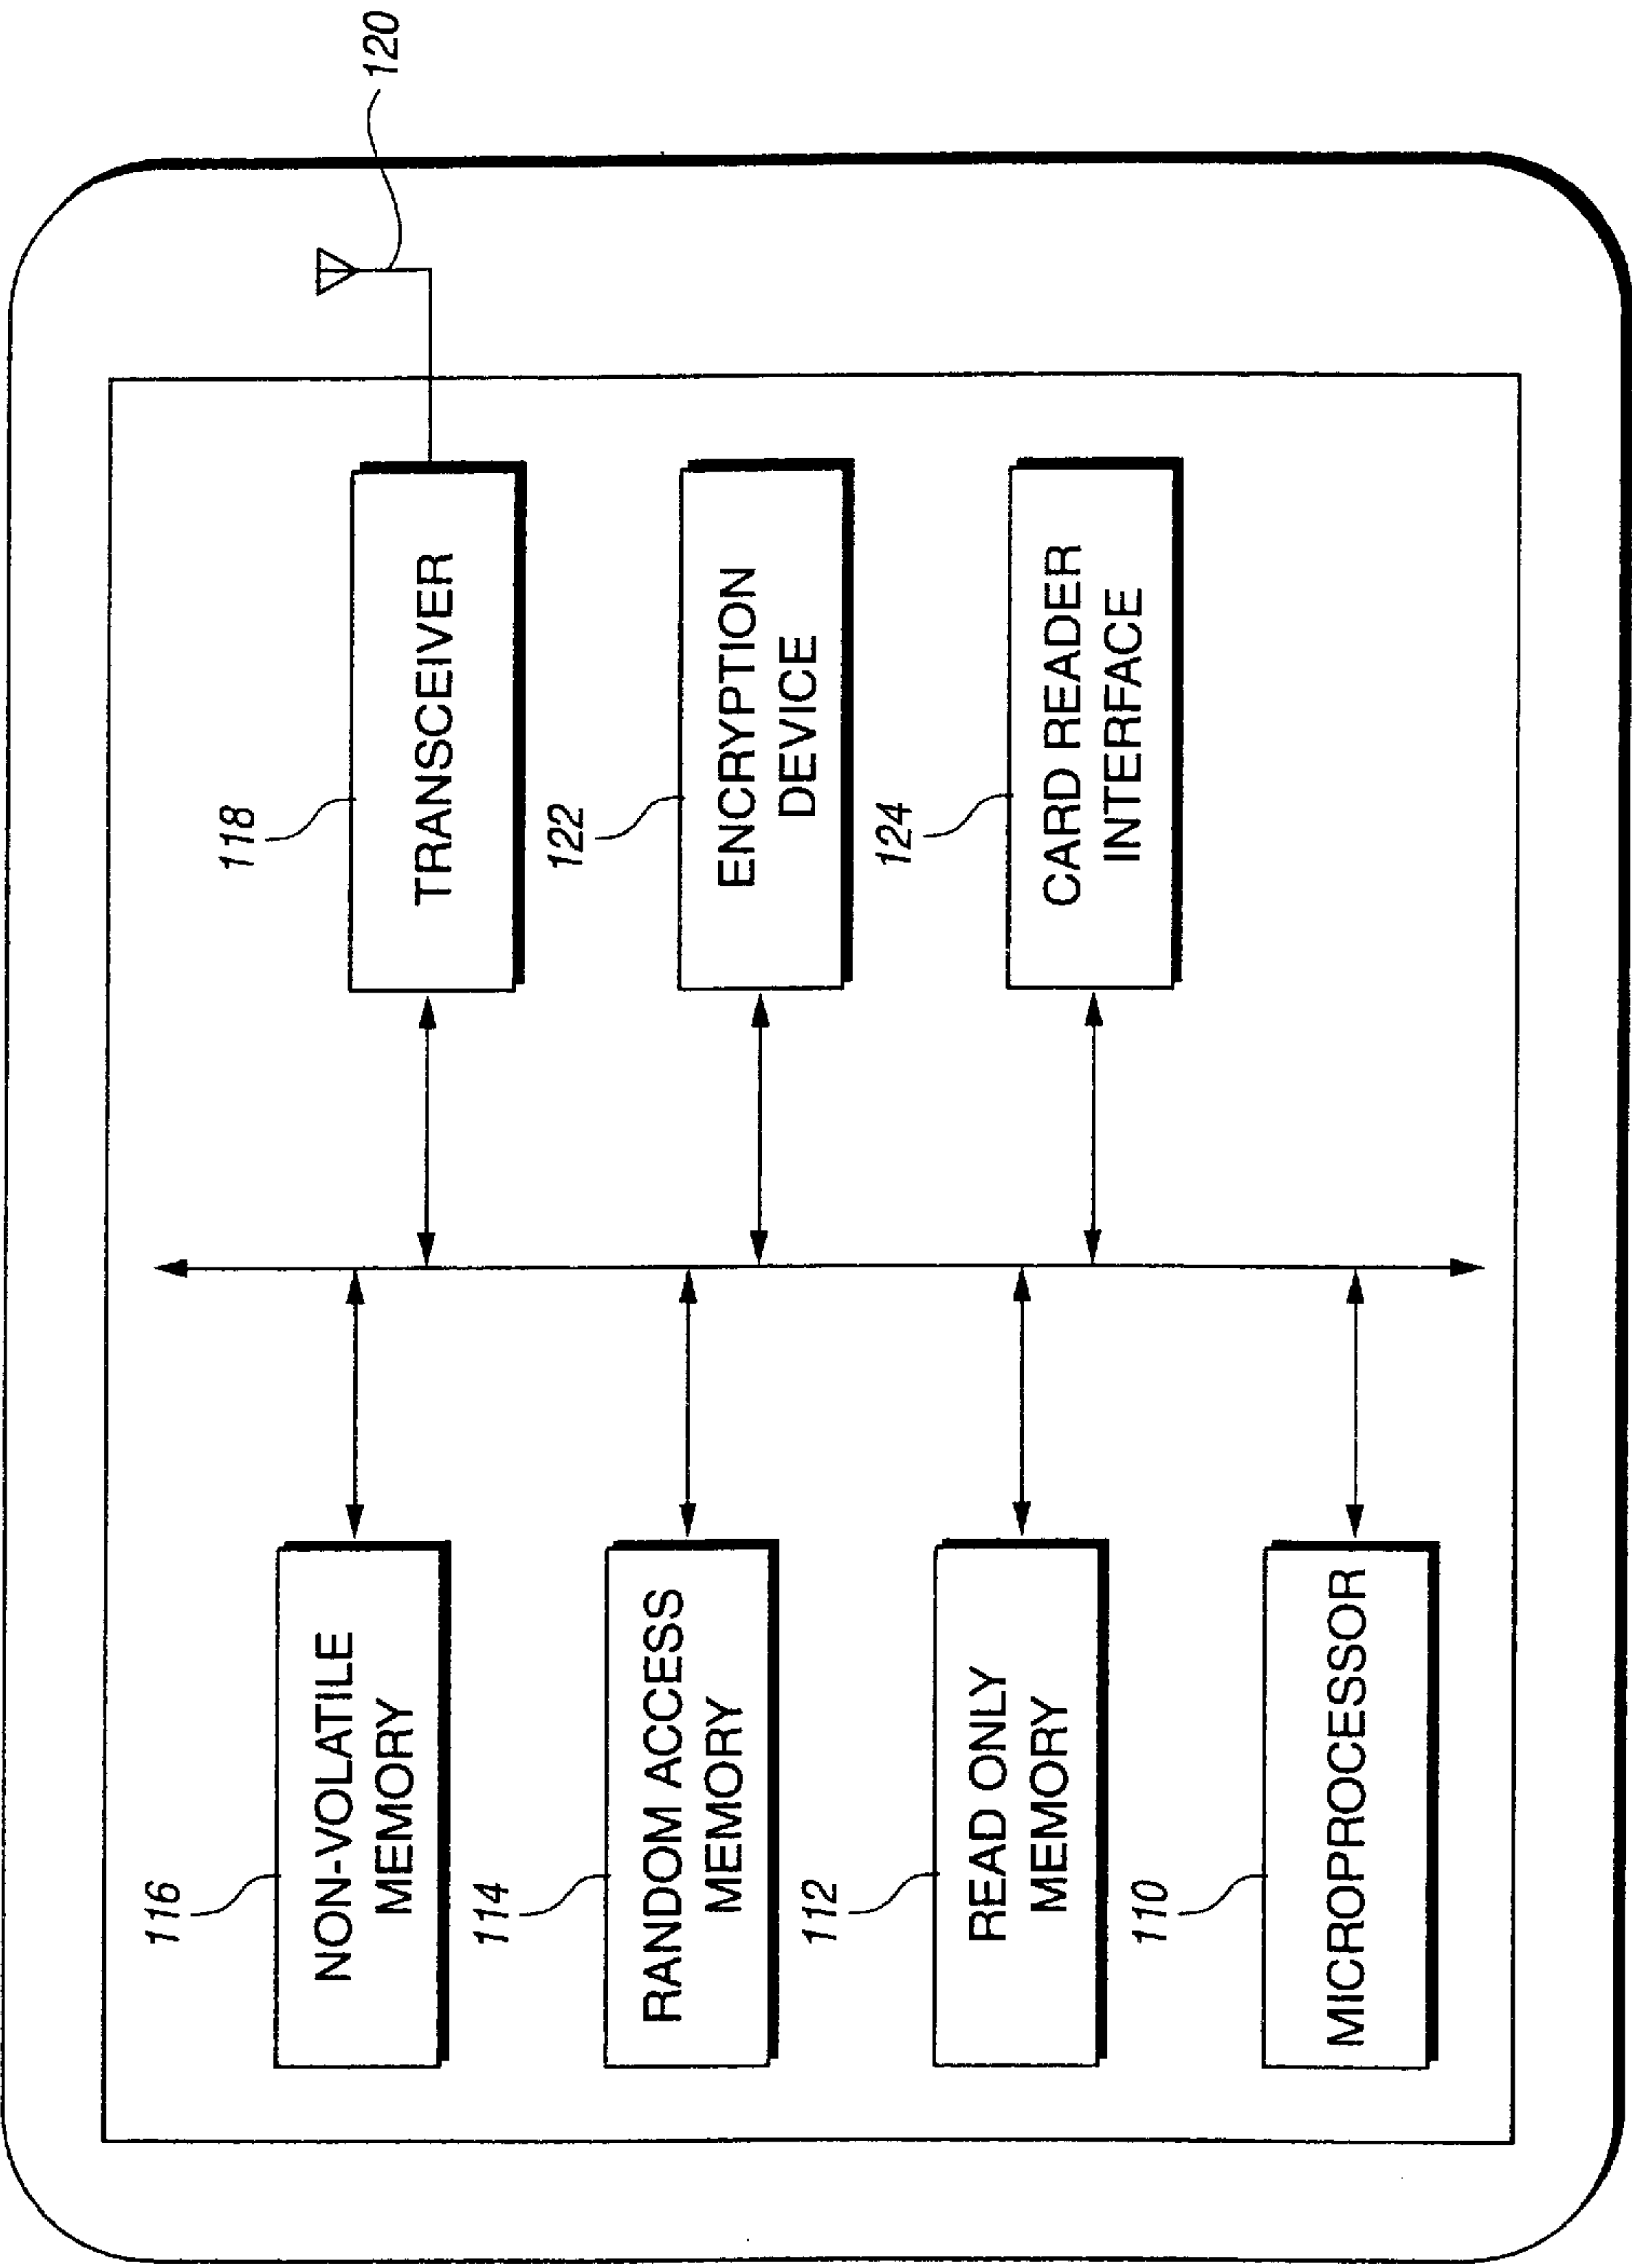 120
118
TRANSCEIVER
122
ENCRYPTION
DEVICE
124
CARD READER
INTERFACE
116
NON-VOLATILE
MEMORY
114
RANDOM ACCESS
MEMORY
112
READ ONLY
MEMORY
110
MICROPROCESSOR